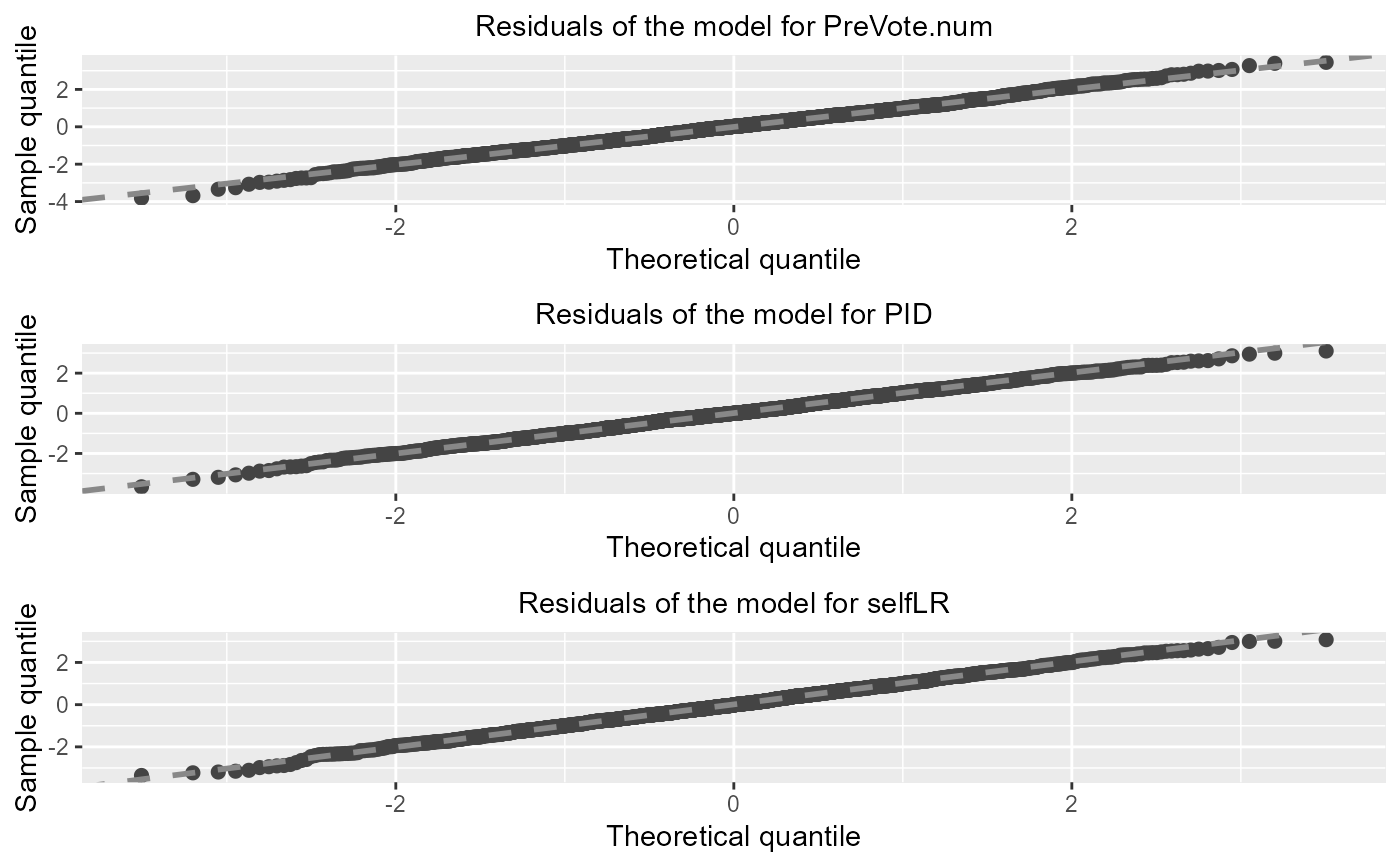 Residuals of the model for PreVote.num
Sample quantile
2
0
-2
-4
-2 0 2
Theoretical quantile
Residuals of the model for PID
Sample quantile
2
0
-2
-2 0 2
Theoretical quantile
Residuals of the model for selfLR
Sample quantile
2
0
-2
-2 0 2
Theoretical quantile